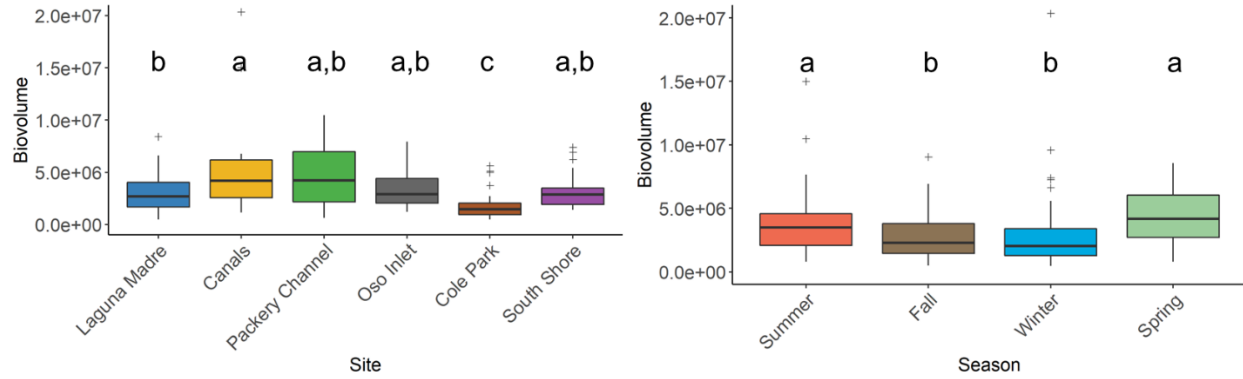 2.0e+07
1.5e+07
1.0e+07
5.0e+06
0.0e+00
Biovolume
b a a,b a,b c a,b
Laguna Madre
Canals
Packery Channel
Oso Inlet
Cole Park
South Shore
Site
2.0e+07
1.5e+07
1.0e+07
5.0e+06
0.0e+00
Biovolume
a b b a
Summer
Fall
Winter
Spring
Season